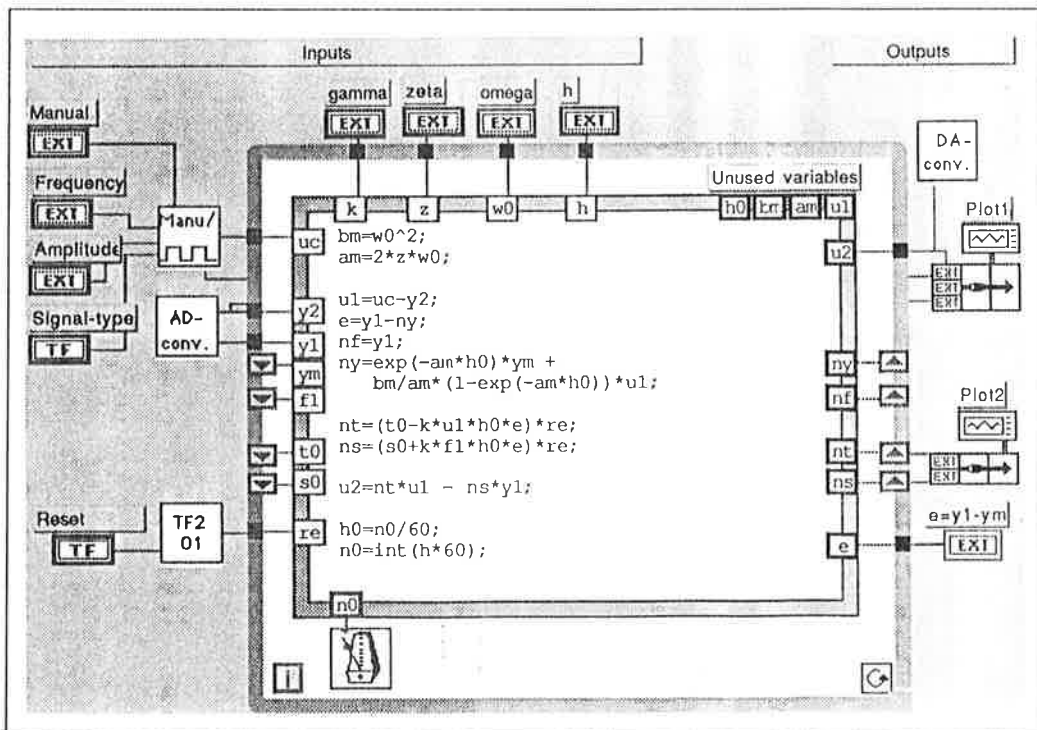 Inputs
Outputs
gamma
zeta
omega
h
EXT
EXT
EXT
EXT
Manual
EXT
Frequency
EXT
Amplitude
EXT
Signal-type
TF
Manu/
AD-
conv.
Reset
TF
TF2
01
k
z
w0
h
Unused variables
h0
bm
am
u1
uc
y2
y1
ym
f1
t0
s0
re
n0
bm=w0^2;
am=2*z*w0;
u1=uc-y2;
e=y1-ny;
nf=y1;
ny=exp(-am*h0)*ym +
bm/am*(1-exp(-am*h0))*u1;
nt=(t0-k*u1*h0*e)*re;
ns=(s0+k*f1*h0*e)*re;
u2=nt*u1 - ns*y1;
h0=n0/60;
n0=int(h*60);
u2
ny
nf
nt
ns
e
i
DA-
conv.
Plot1
EXT
EXT
EXT
Plot2
EXT
EXT
e=y1-ym
EXT